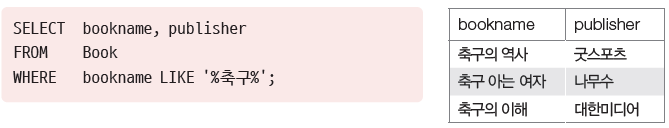 SELECT bookname, publisher
FROM Book
WHERE bookname LIKE '%축구%';
bookname publisher
축구의 역사 굿스포츠
축구 아는 여자 나무수
축구의 이해 대한미디어